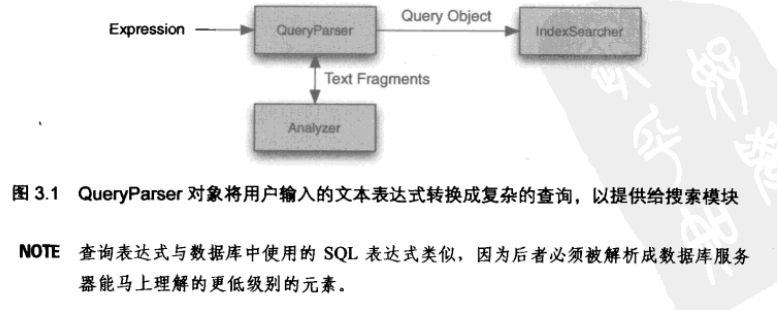 Expression
QueryParser
Query Object
IndexSearcher
Text Fragments
Analyzer
图 3.1 QueryParser 对象将用户输入的文本表达式转换成复杂的查询，以提供给搜索模块
NOTE 查询表达式与数据库中使用的 SQL 表达式类似，因为后者必须被解析成数据库服务
器能马上理解的更低级别的元素。